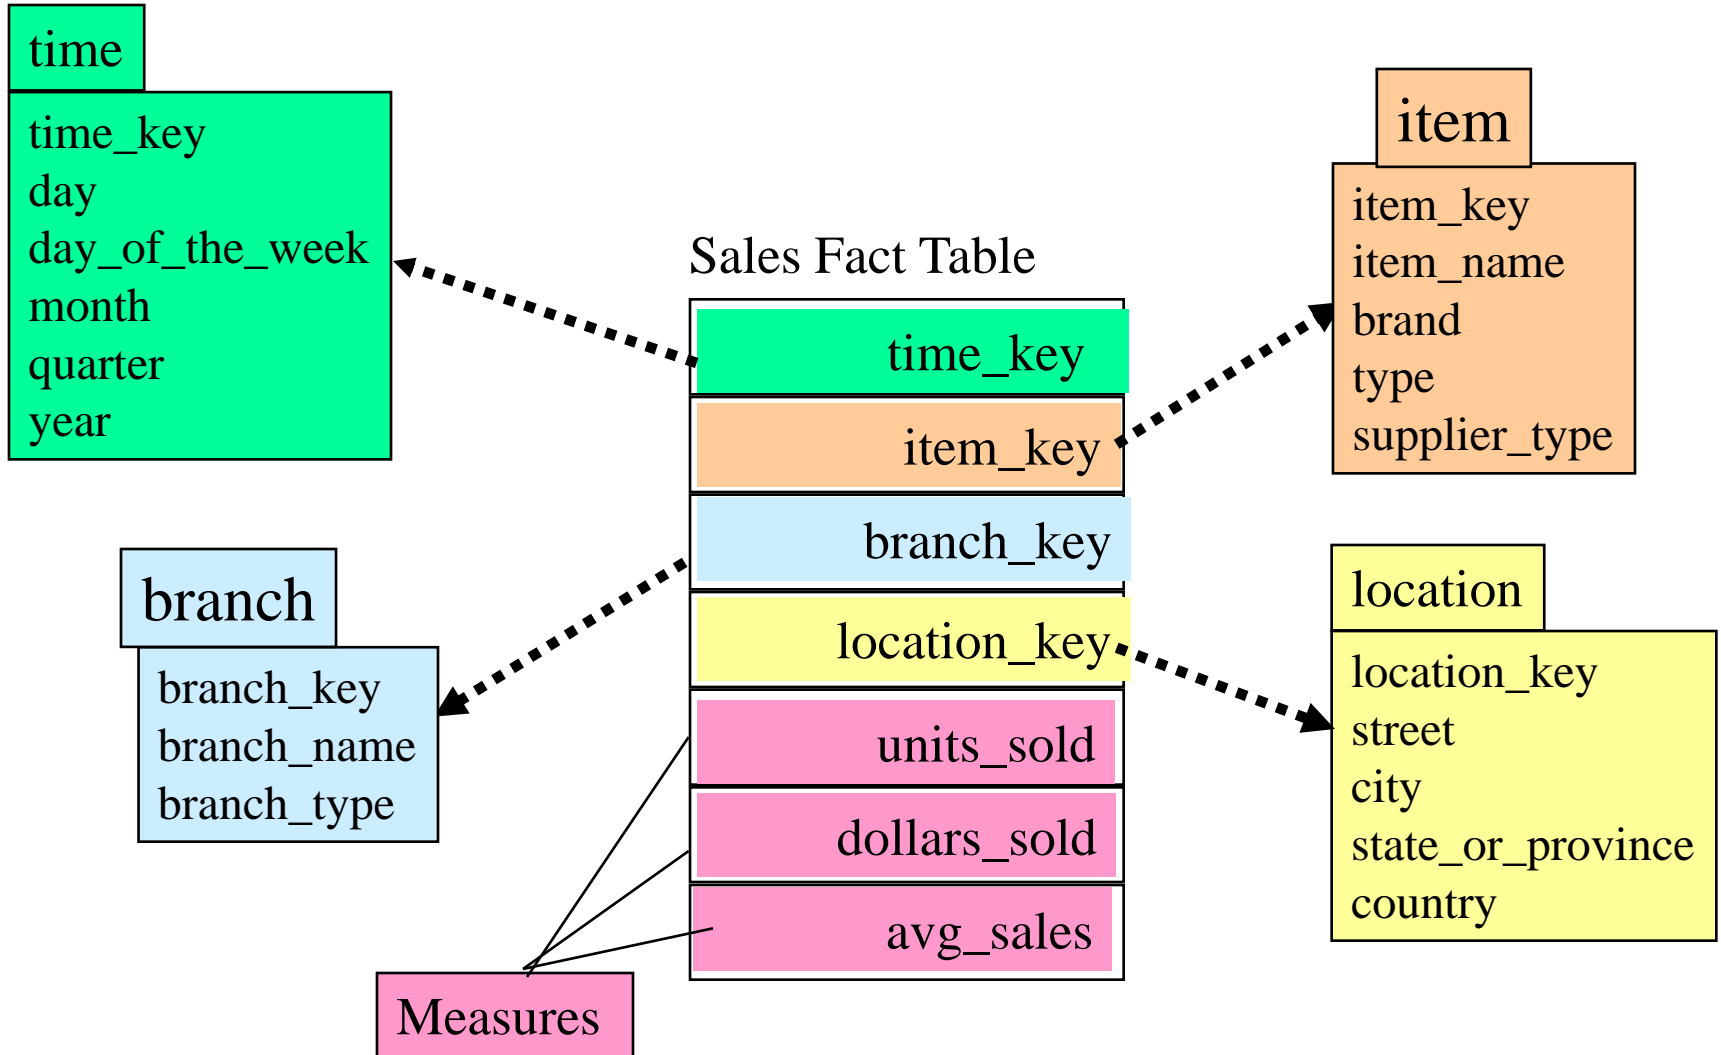 time
time_key
day
day_of_the_week
month
quarter
year
item
item_key
item_name
brand
type
supplier_type
Sales Fact Table
time_key
item_key
branch_key
location_key
units_sold
dollars_sold
avg_sales
branch
branch_key
branch_name
branch_type
location
location_key
street
city
state_or_province
country
Measures